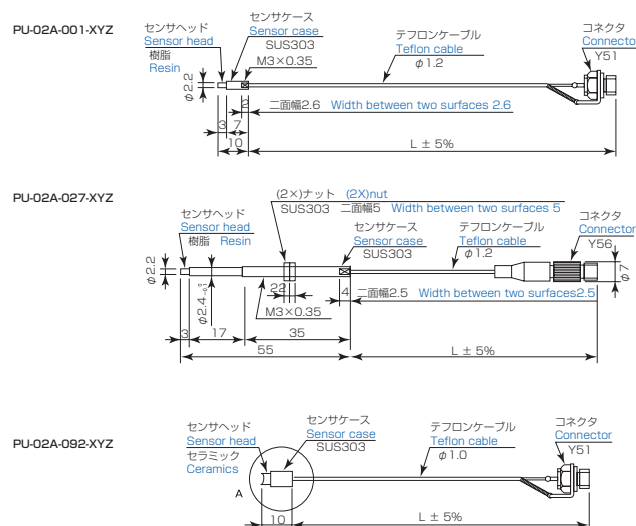 PU-02A-001-XYZ
センサヘッド
Sensor head
樹脂
Resin
センサケース
Sensor case
SUS303
M3×0.35
テフロンケーブル
Teflon cable
φ1.2
コネクタ
Connector
Y51
φ2.2
2
二面幅2.6 Width between two surfaces 2.6
3
7
10
L ± 5%
PU-02A-027-XYZ
(2×)ナット (2X)nut
SUS303 二面幅5 Width between two surfaces 5
センサヘッド
Sensor head
樹脂 Resin
センサケース
Sensor case
SUS303
テフロンケーブル
Teflon cable
φ1.2
コネクタ
Connector
Y56
φ2.2
φ2.4 0 -0.1
22
M3×0.35
4
二面幅2.5 Width between two surfaces2.5
φ7
3
17
35
55
L ± 5%
PU-02A-092-XYZ
センサヘッド
Sensor head
セラミック
Ceramics
センサケース
Sensor case
SUS303
テフロンケーブル
Teflon cable
φ1.0
コネクタ
Connector
Y51
A
10
L ± 5%